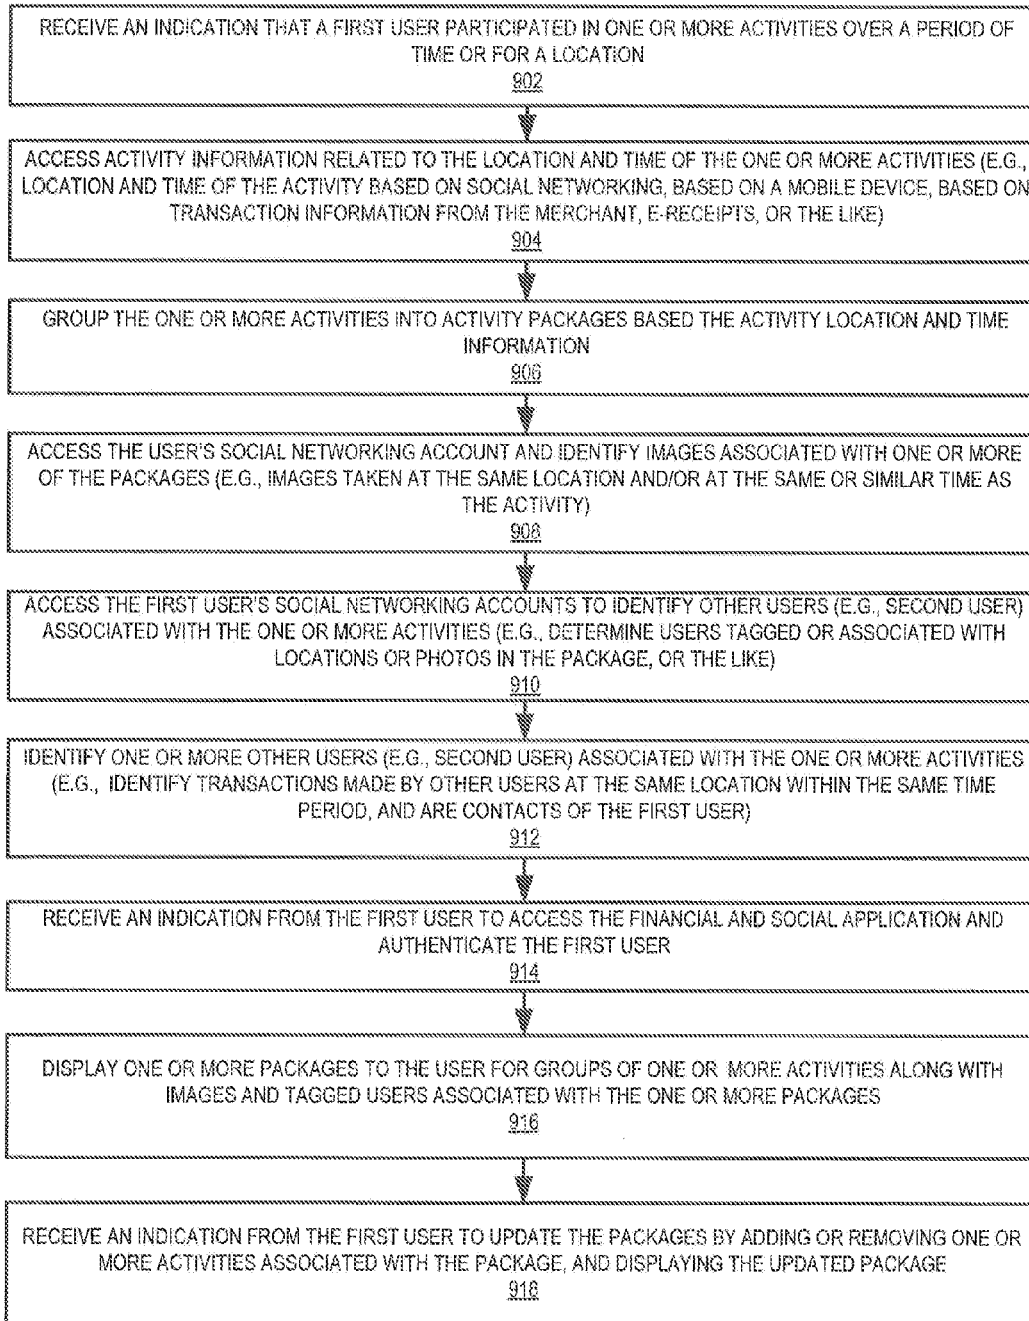 RECEIVE AN INDICATION THAT A FIRST USER PARTICIPATED IN ONE OR MORE ACTIVITIES OVER A PERIOD OF
TIME OR FOR A LOCATION
902
ACCESS ACTIVITY INFORMATION RELATED TO THE LOCATION AND TIME OF THE ONE OR MORE ACTIVITIES (E.G.,
LOCATION AND TIME OF THE ACTIVITY BASED ON SOCIAL NETWORKING, BASED ON A MOBILE DEVICE, BASED ON
TRANSACTION INFORMATION FROM THE MERCHANT, E-RECEIPTS, OR THE LIKE)
904
GROUP THE ONE OR MORE ACTIVITIES INTO ACTIVITY PACKAGES BASED THE ACTIVITY LOCATION AND TIME
INFORMATION
906
ACCESS THE USER'S SOCIAL NETWORKING ACCOUNT AND IDENTIFY IMAGES ASSOCIATED WITH ONE OR MORE
OF THE PACKAGES (E.G., IMAGES TAKEN AT THE SAME LOCATION AND/OR AT THE SAME OR SIMILAR TIME AS
THE ACTIVITY)
908
ACCESS THE FIRST USER'S SOCIAL NETWORKING ACCOUNTS TO IDENTIFY OTHER USERS (E.G., SECOND USER)
ASSOCIATED WITH THE ONE OR MORE ACTIVITIES (E.G., DETERMINE USERS TAGGED OR ASSOCIATED WITH
LOCATIONS OR PHOTOS IN THE PACKAGE, OR THE LIKE)
910
IDENTIFY ONE OR MORE OTHER USERS (E.G., SECOND USER) ASSOCIATED WITH THE ONE OR MORE ACTIVITIES
(E.G., IDENTIFY TRANSACTIONS MADE BY OTHER USERS AT THE SAME LOCATION WITHIN THE SAME TIME
PERIOD, AND ARE CONTACTS OF THE FIRST USER)
912
RECEIVE AN INDICATION FROM THE FIRST USER TO ACCESS THE FINANCIAL AND SOCIAL APPLICATION AND
AUTHENTICATE THE FIRST USER
914
DISPLAY ONE OR MORE PACKAGES TO THE USER FOR GROUPS OF ONE OR MORE ACTIVITIES ALONG WITH
IMAGES AND TAGGED USERS ASSOCIATED WITH THE ONE OR MORE PACKAGES
916
RECEIVE AN INDICATION FROM THE FIRST USER TO UPDATE THE PACKAGES BY ADDING OR REMOVING ONE OR
MORE ACTIVITIES ASSOCIATED WITH THE PACKAGE, AND DISPLAYING THE UPDATED PACKAGE
918